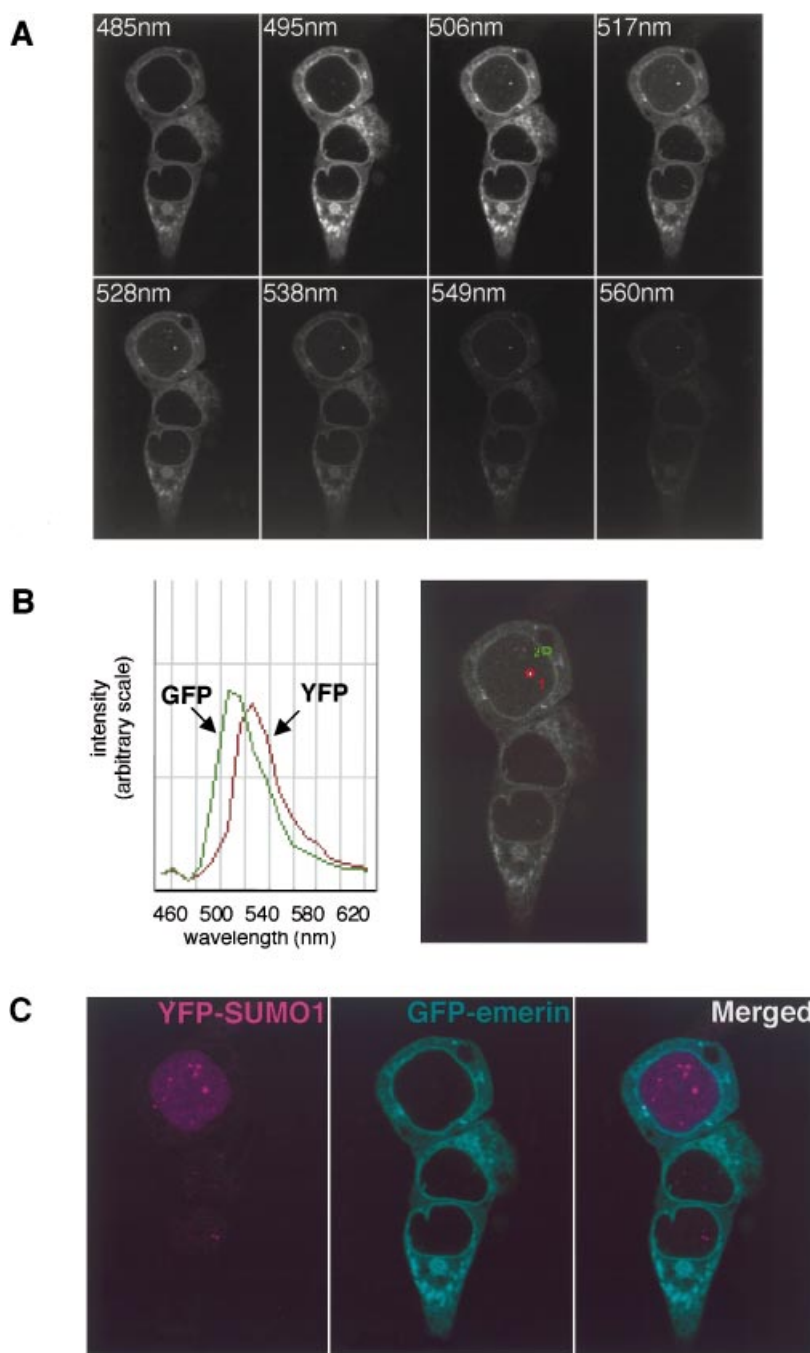 A
485nm 495nm 506nm 517nm
528nm 538nm 549nm 560nm
B
GFP YFP
intensity
(arbitrary scale)
460 500 540 580 620
wavelength (nm)
2
1
C
YFP-SUMO1 GFP-emerin Merged